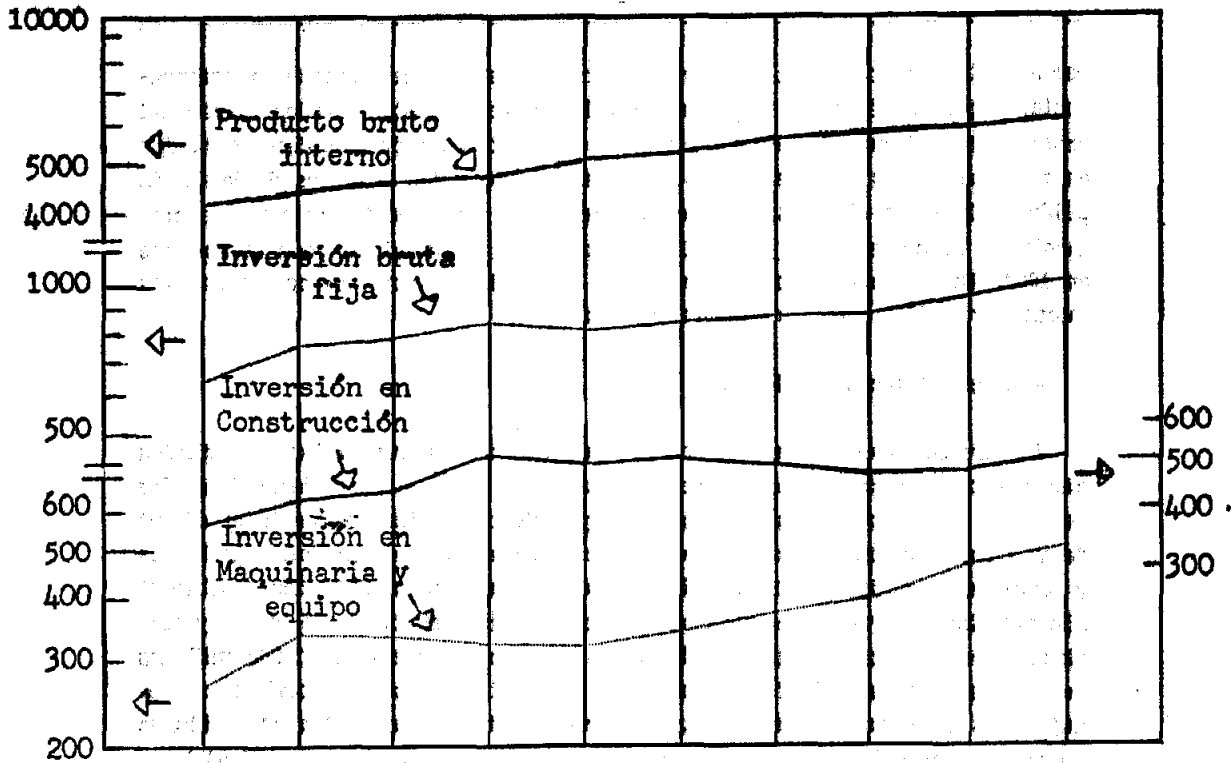 10000
5000
4000
1000
500
600
500
400
300
200
Producto bruto
interno
Inversión bruta
fija
Inversión en
Construcción
Inversión en
Maquinaria y
equipo
600
500
400
300